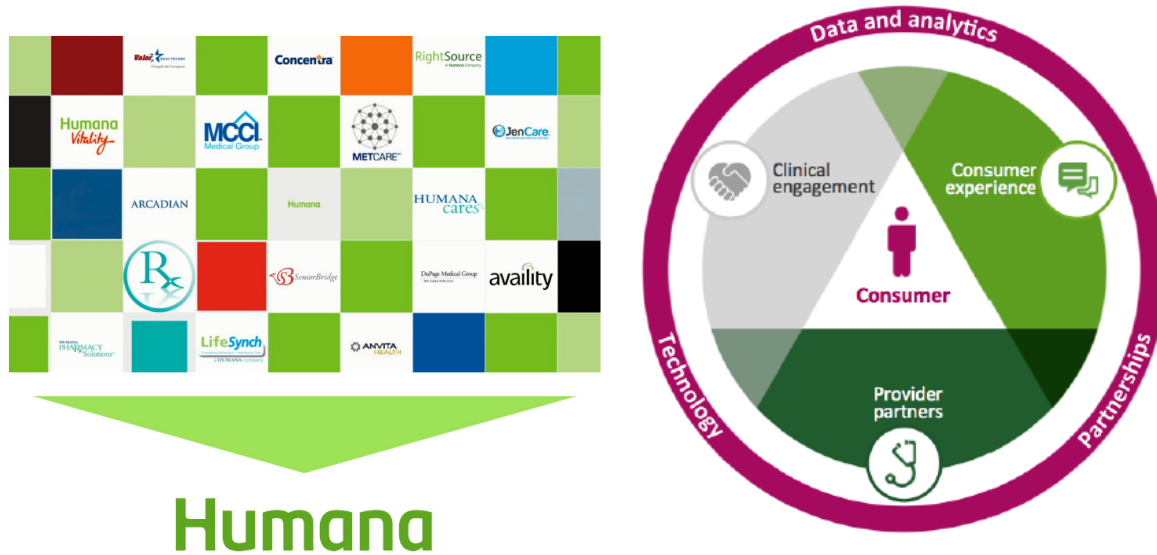 Valor HEALTHCARE
Concentra
RightSource
A Humana Company
Humana
Vitality
MCCI
Medical Group
METCARE
JenCare
ARCADIAN
Humana
HUMANA
cares
Rx
SeniorBridge
DuPage Medical Group
availity
HUMANA
PHARMACY
Solutions
LifeSynch
a HUMANA company
ANVITA
HEALTH
Humana
Data and analytics
Clinical
engagement
Consumer
experience
Consumer
Provider
partners
Technology
Partnerships